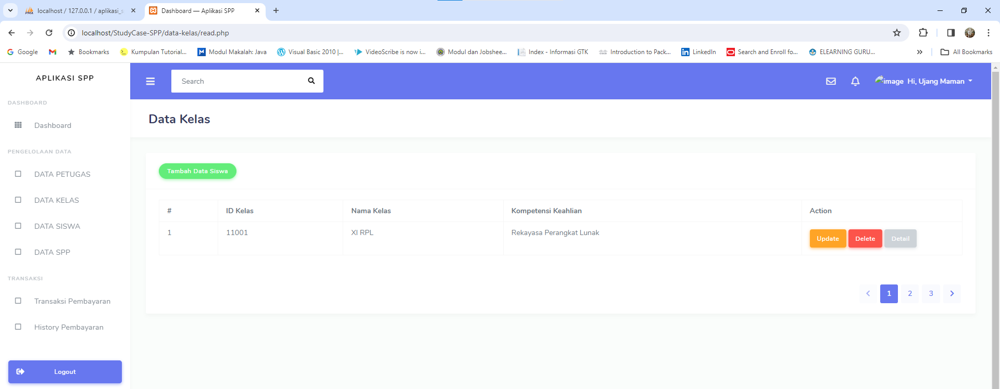 localhost / 127.0.0.1 / aplikasi_s
Dashboard — Aplikasi SPP
localhost/StudyCase-SPP/data-kelas/read.php
Google
Bookmarks
Kumpulan Tutorial...
Modul Makalah: Java
Visual Basic 2010 |...
VideoScribe is now i...
Modul dan Jobshee...
Index - Informasi GTK
Introduction to Pack...
LinkedIn
Search and Enroll fo...
ELEARNING GURU...
All Bookmarks
APLIKASI SPP
DASHBOARD
Dashboard
PENGELOLAAN DATA
DATA PETUGAS
DATA KELAS
DATA SISWA
DATA SPP
TRANSAKSI
Transaksi Pembayaran
History Pembayaran
Logout
Search
image Hi, Ujang Maman
Data Kelas
Tambah Data Siswa
# ID Kelas Nama Kelas Kompetensi Keahlian Action
1 11001 XI RPL Rekayasa Perangkat Lunak Update Delete Detail
1 2 3